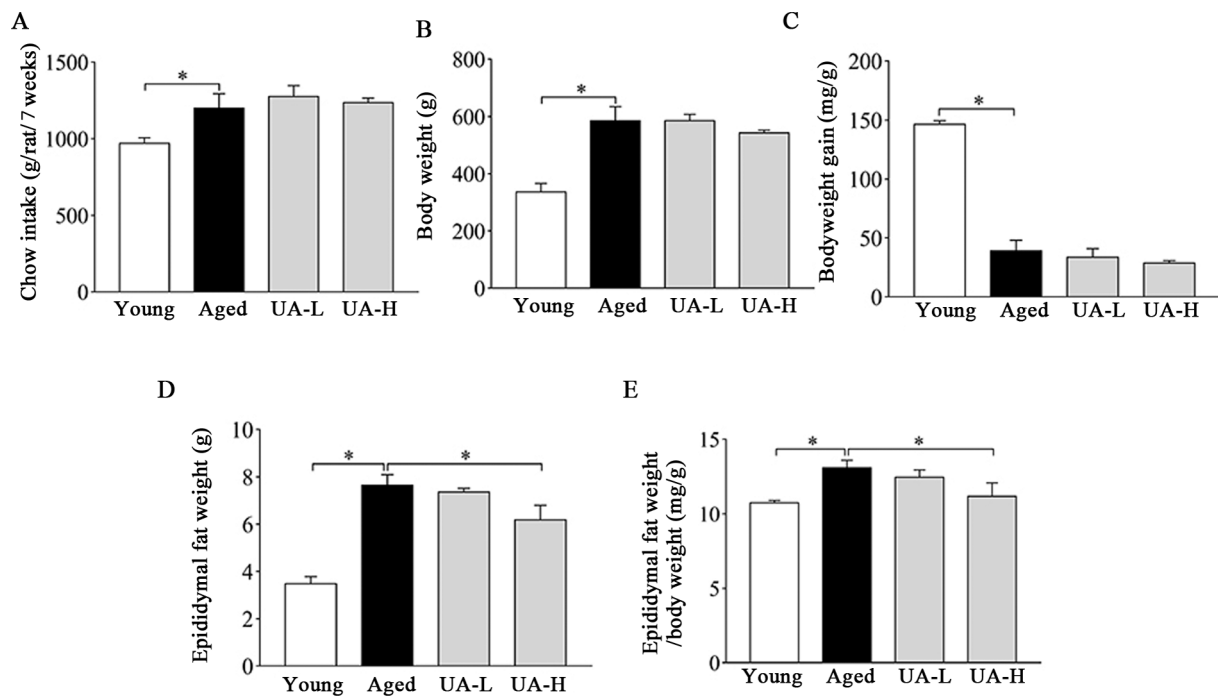 A
Chow intake (g/rat/ 7 weeks)
1500
1000
500
0
*
Young Aged UA-L UA-H
B
Body weight (g)
800
600
400
200
0
*
Young Aged UA-L UA-H
C
Bodyweight gain (mg/g)
200
150
100
50
0
*
Young Aged UA-L UA-H
D
Epididymal fat weight (g)
10
8
6
4
2
0
* *
Young Aged UA-L UA-H
E
Epididymal fat weight
/body weight (mg/g)
15
10
5
0
* *
Young Aged UA-L UA-H